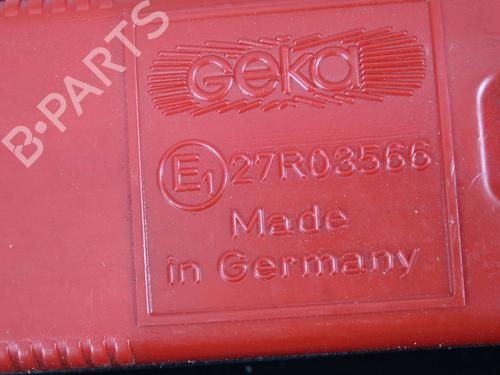 Geka
E1 27R03566
Made
in Germany
B-PARTS